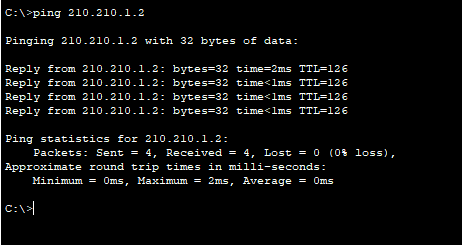 C:\>ping 210.210.1.2
Pinging 210.210.1.2 with 32 bytes of data:
Reply from 210.210.1.2: bytes=32 time=2ms TTL=126
Reply from 210.210.1.2: bytes=32 time<1ms TTL=126
Reply from 210.210.1.2: bytes=32 time<1ms TTL=126
Reply from 210.210.1.2: bytes=32 time<1ms TTL=126
Ping statistics for 210.210.1.2:
    Packets: Sent = 4, Received = 4, Lost = 0 (0% loss),
Approximate round trip times in milli-seconds:
    Minimum = 0ms, Maximum = 2ms, Average = 0ms
C:\>